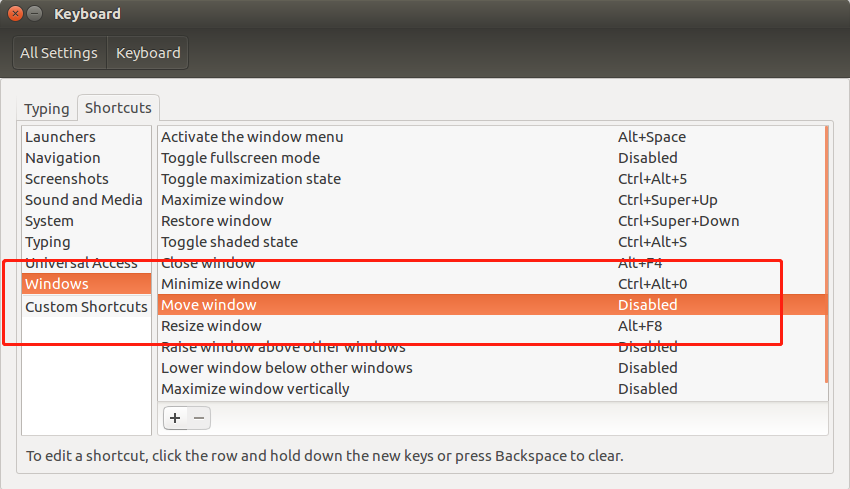 Keyboard
All Settings Keyboard
Typing Shortcuts
Launchers
Navigation
Screenshots
Sound and Media
System
Typing
Universal Access
Windows
Custom Shortcuts
Activate the window menu Alt+Space
Toggle fullscreen mode Disabled
Toggle maximization state Ctrl+Alt+5
Maximize window Ctrl+Super+Up
Restore window Ctrl+Super+Down
Toggle shaded state Ctrl+Alt+S
Close window Alt+F4
Minimize window Ctrl+Alt+0
Move window Disabled
Resize window Alt+F8
Raise window above other windows Disabled
Lower window below other windows Disabled
Maximize window vertically Disabled
To edit a shortcut, click the row and hold down the new keys or press Backspace to clear.